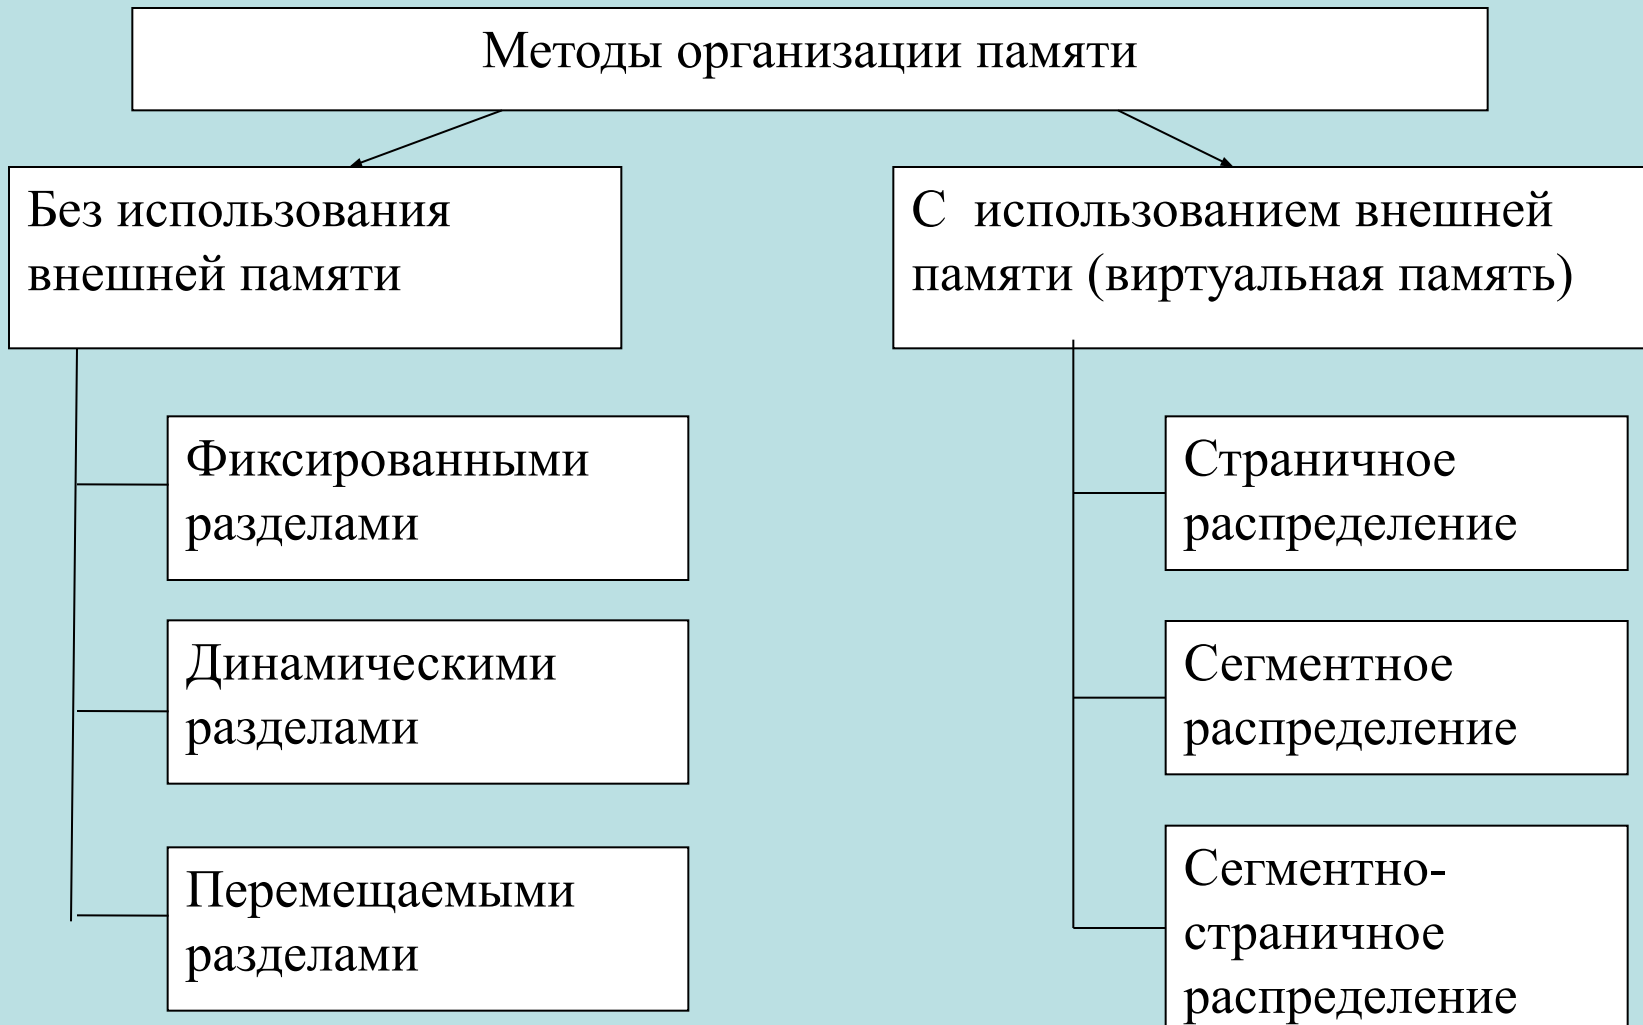 Методы организации памяти
Без использования
внешней памяти
С использованием внешней
памяти (виртуальная память)
Фиксированными
разделами
Динамическими
разделами
Перемещаемыми
разделами
Страничное
распределение
Сегментное
распределение
Сегментно-
страничное
распределение